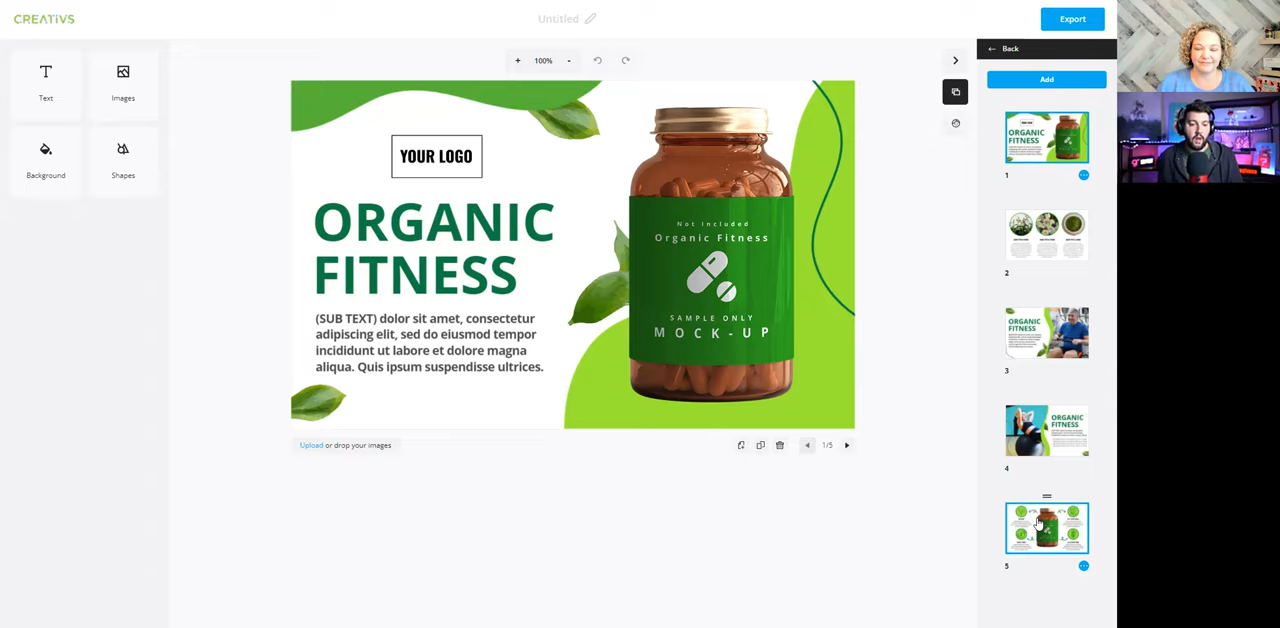 CREATIVS
Untitled
Export
Text
Images
Background
Shapes
+ 100% -
YOUR LOGO
ORGANIC
FITNESS
(SUB TEXT) dolor sit amet, consectetur
adipiscing elit, sed do eiusmod tempor
incididunt ut labore et dolore magna
aliqua. Quis ipsum suspendisse ultrices.
Not Included
Organic Fitness
SAMPLE ONLY
MOCK-UP
Upload or drop your images
1/5
Back
Add
ORGANIC
FITNESS
1
2
ORGANIC
FITNESS
3
ORGANIC
FITNESS
4
5